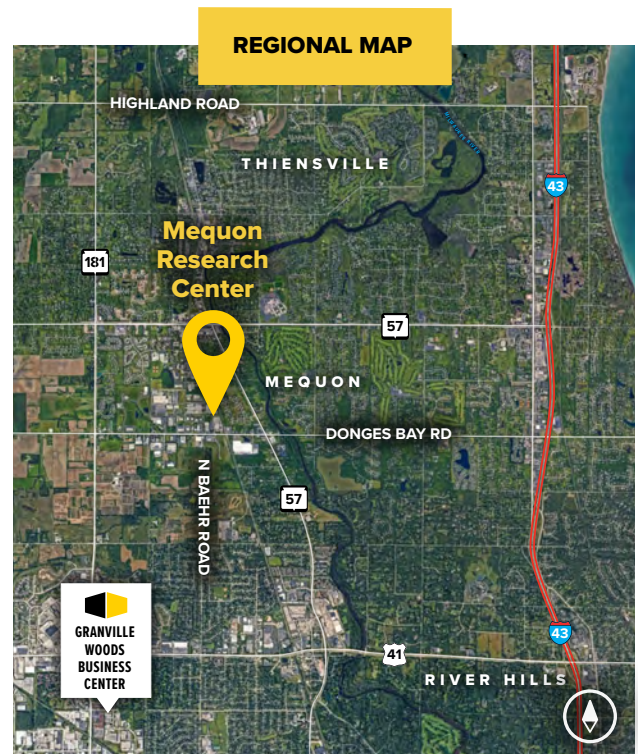 REGIONAL MAP
HIGHLAND ROAD
THIENSVILLE
43
Mequon
Research
Center
181
57
MEQUON
DONGES BAY RD
N BAEHR ROAD
57
GRANVILLE
WOODS
BUSINESS
CENTER
43
41
RIVER HILLS